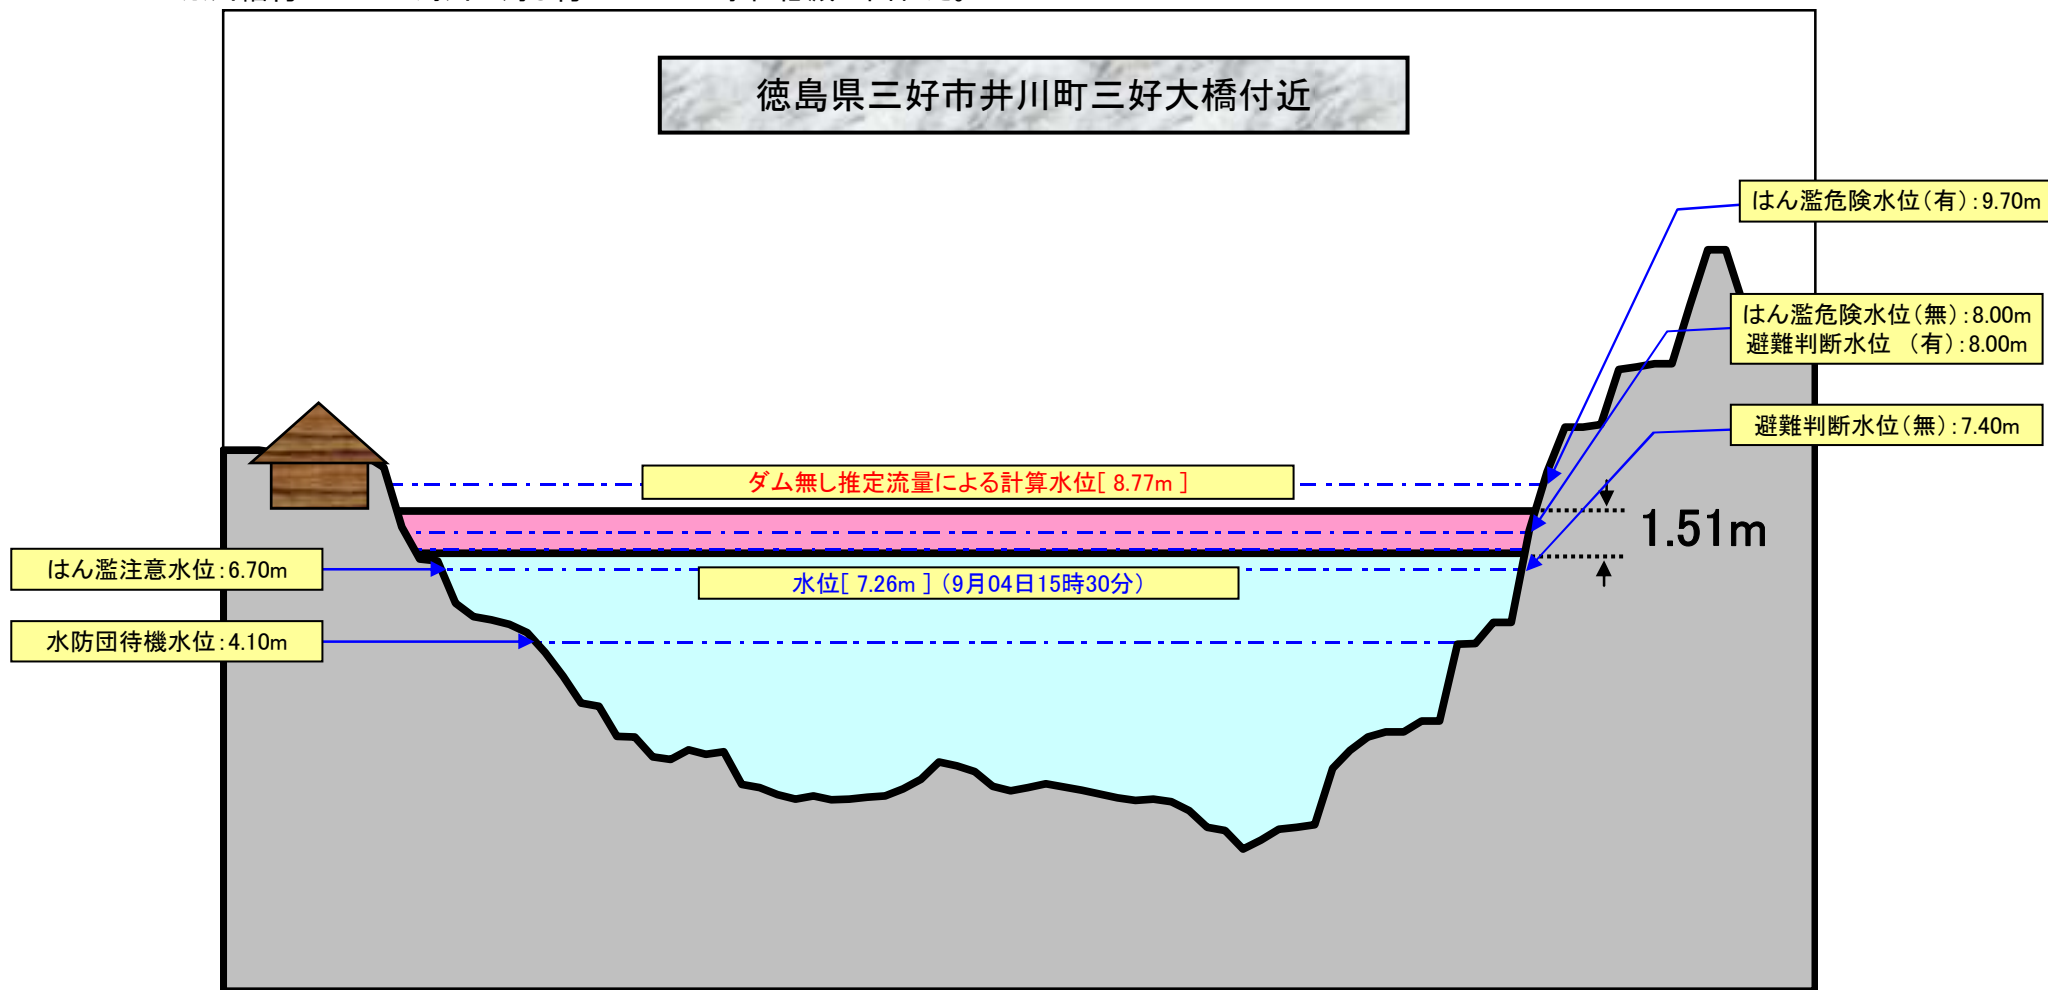 徳島県三好市井川町三好大橋付近
はん濫危険水位(有):9.70m
はん濫危険水位(無):8.00m
避難判断水位 (有):8.00m
避難判断水位(無):7.40m
ダム無し推定流量による計算水位[ 8.77m ]
1.51m
はん濫注意水位:6.70m
水位[ 7.26m ](9月04日15時30分)
水防団待機水位:4.10m